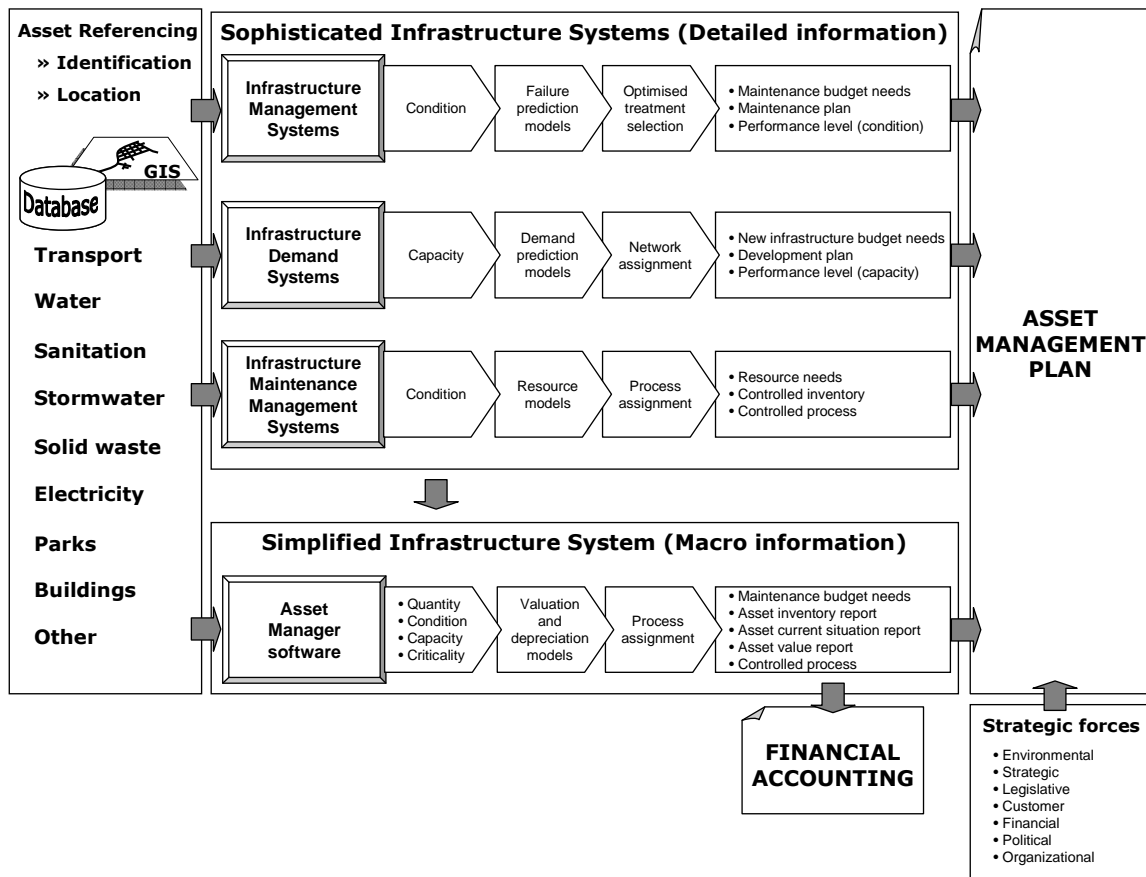 Asset Referencing
» Identification
» Location
GIS
Database
Transport
Water
Sanitation
Stormwater
Solid waste
Electricity
Parks
Buildings
Other
Sophisticated Infrastructure Systems (Detailed information)
Infrastructure
Management
Systems
Condition
Failure
prediction
models
Optimised
treatment
selection
• Maintenance budget needs
• Maintenance plan
• Performance level (condition)
Infrastructure
Demand
Systems
Capacity
Demand
prediction
models
Network
assignment
• New infrastructure budget needs
• Development plan
• Performance level (capacity)
Infrastructure
Maintenance
Management
Systems
Condition
Resource
models
Process
assignment
• Resource needs
• Controlled inventory
• Controlled process
Simplified Infrastructure System (Macro information)
Asset
Manager
software
• Quantity
• Condition
• Capacity
• Criticality
Valuation
and
depreciation
models
Process
assignment
• Maintenance budget needs
• Asset inventory report
• Asset current situation report
• Asset value report
• Controlled process
FINANCIAL
ACCOUNTING
ASSET
MANAGEMENT
PLAN
Strategic forces
• Environmental
• Strategic
• Legislative
• Customer
• Financial
• Political
• Organizational